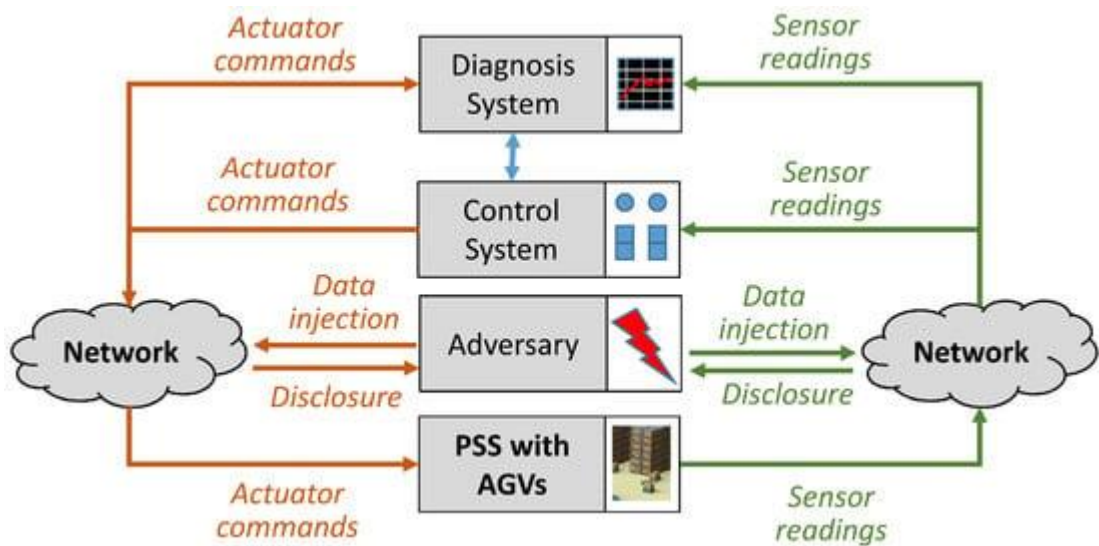 Actuator
commands
Diagnosis
System
Sensor
readings
Actuator
commands
Control
System
Sensor
readings
Data
injection
Adversary
Data
injection
Network
Network
Disclosure
Disclosure
PSS with
AGVs
Actuator
commands
Sensor
readings